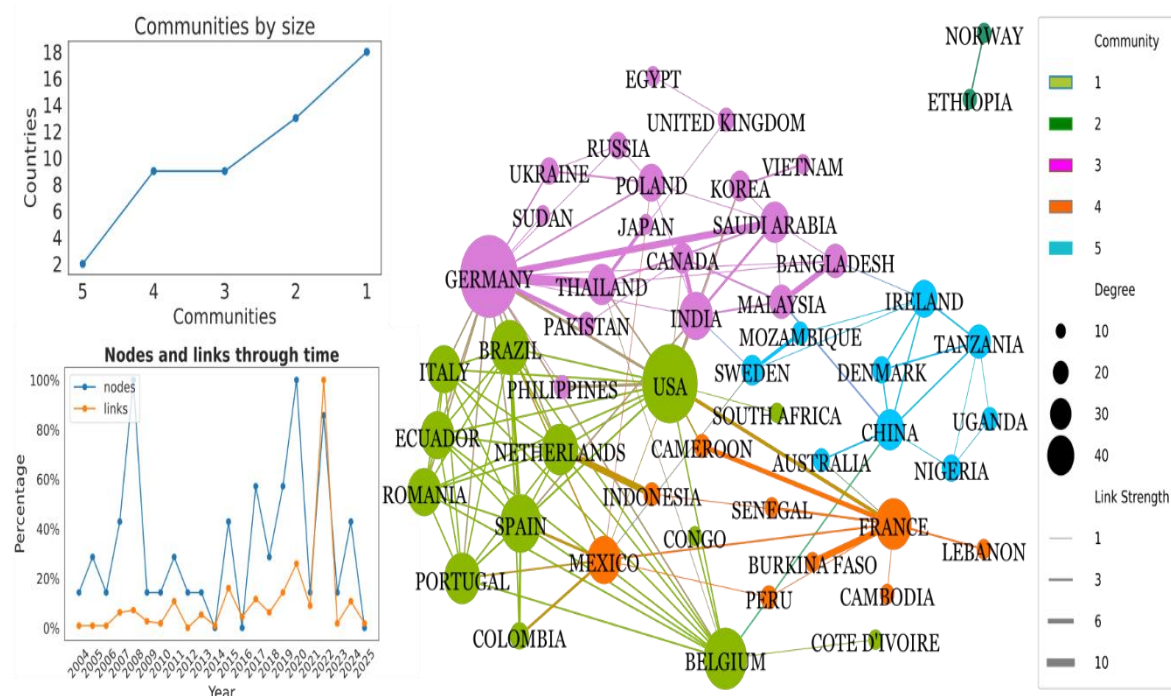 Communities by size
Countries
18
16
14
12
10
8
6
4
2
5 4 3 2 1
Communities
Nodes and links through time
nodes
links
Percentage
100%
80%
60%
40%
20%
0%
2004 2005 2006 2007 2008 2009 2010 2011 2012 2013 2014 2015 2016 2017 2018 2019 2020 2021 2022 2023 2024 2025
Year
NORWAY
ETHIOPIA
EGYPT
UNITED KINGDOM
RUSSIA
VIETNAM
UKRAINE
POLAND
KOREA
SUDAN
JAPAN
SAUDI ARABIA
CANADA
BANGLADESH
GERMANY
THAILAND
MALAYSIA
IRELAND
PAKISTAN
INDIA
MOZAMBIQUE
TANZANIA
BRAZIL
ITALY
SWEDEN
DENMARK
PHILIPPINES
USA
SOUTH AFRICA
UGANDA
ECUADOR
CHINA
NETHERLANDS
CAMEROON
AUSTRALIA
NIGERIA
ROMANIA
INDONESIA
SENEGAL
SPAIN
FRANCE
CONGO
LEBANON
MEXICO
BURKINA FASO
PORTUGAL
PERU
CAMBODIA
COLOMBIA
COTE D'IVOIRE
BELGIUM
Community
1
2
3
4
5
Degree
10
20
30
40
Link Strength
1
3
6
10